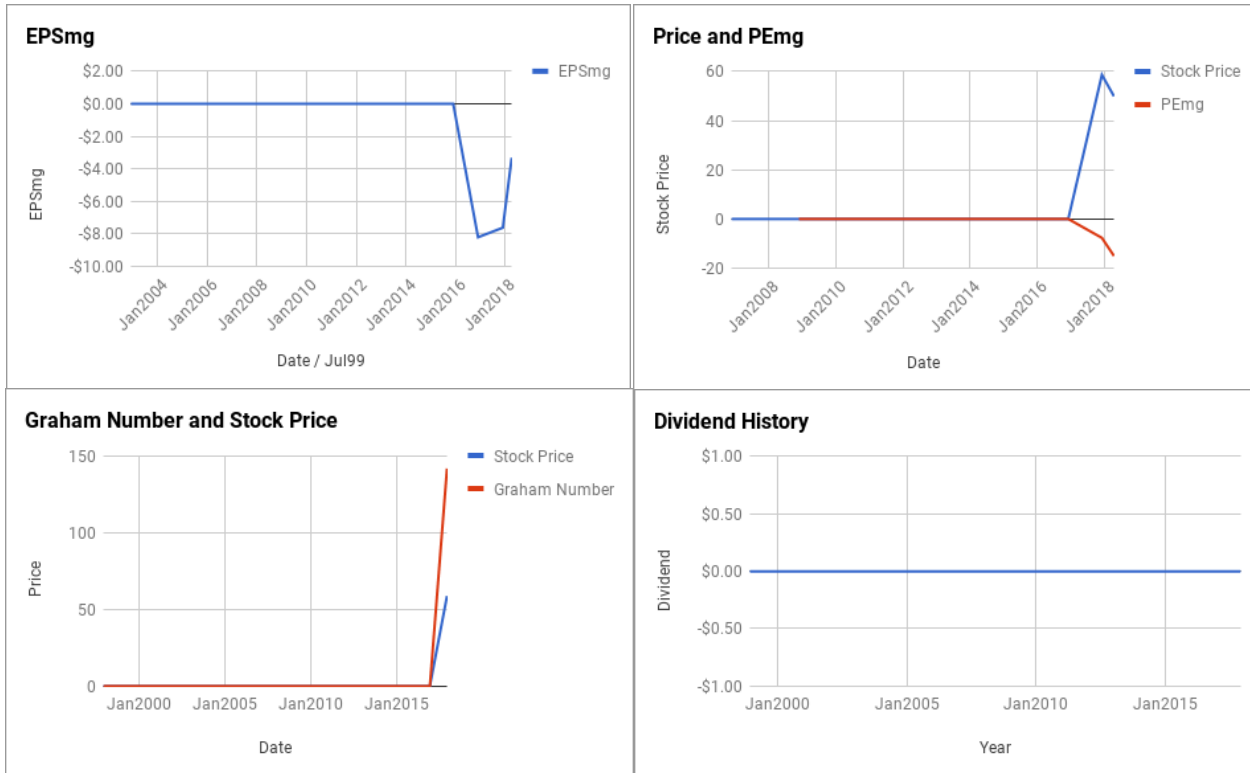 EPSmg
EPSmg
$2.00
$0.00
-$2.00
-$4.00
-$6.00
-$8.00
-$10.00
EPSmg
Jan2004
Jan2006
Jan2008
Jan2010
Jan2012
Jan2014
Jan2016
Jan2018
Date / Jul99
Price and PEmg
Stock Price
PEmg
60
40
20
0
-20
Stock Price
Jan2008
Jan2010
Jan2012
Jan2014
Jan2016
Jan2018
Date
Graham Number and Stock Price
Stock Price
Graham Number
150
100
50
0
Price
Jan2000
Jan2005
Jan2010
Jan2015
Date
Dividend History
$1.00
$0.50
$0.00
-$0.50
-$1.00
Dividend
Jan2000
Jan2005
Jan2010
Jan2015
Year